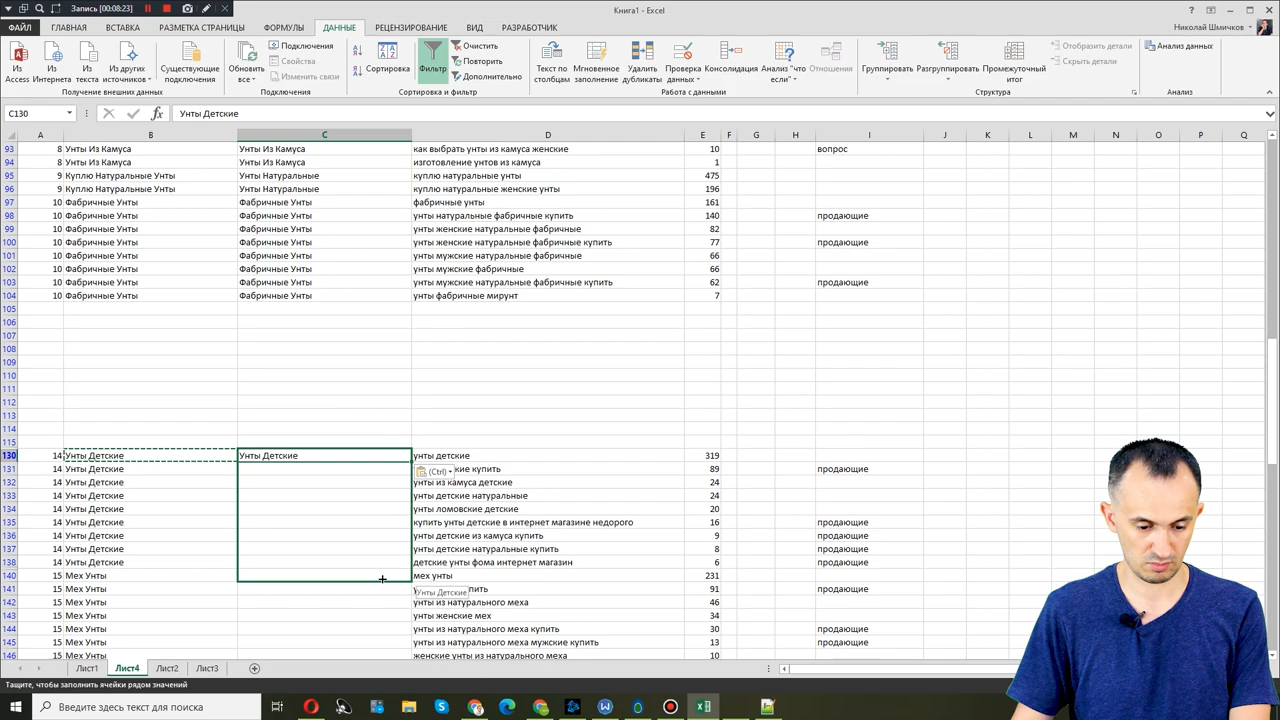 Запись [00:08:23]
Книга1 - Excel
ФАЙЛ ГЛАВНАЯ ВСТАВКА РАЗМЕТКА СТРАНИЦЫ ФОРМУЛЫ ДАННЫЕ РЕЦЕНЗИРОВАНИЕ ВИД РАЗРАБОТЧИК Николай Шмичков
Из Access
Из Интернета
Из текста
Из других источников
Существующие подключения
Получение внешних данных
Обновить все
Подключения
Свойства
Изменить связи
Подключения
Сортировка
Фильтр
Очистить
Повторить
Дополнительно
Сортировка и фильтр
Текст по столбцам
Мгновенное заполнение
Удалить дубликаты
Проверка данных
Консолидация
Анализ "что если"
Отношения
Работа с данными
Группировать
Разгруппировать
Промежуточный итог
Отобразить детали
Скрыть детали
Структура
Анализ данных
Анализ
C130 Унты Детские
A B C D E F G H I J K L M N O P Q
93 8 Унты Из Камуса Унты Из Камуса как выбрать унты из камуса женские 10 вопрос
94 8 Унты Из Камуса Унты Из Камуса изготовление унтов из камуса 1
95 9 Куплю Натуральные Унты Унты Натуральные куплю натуральные унты 475
96 9 Куплю Натуральные Унты Унты Натуральные куплю натуральные женские унты 196
97 10 Фабричные Унты Фабричные Унты фабричные унты 161
98 10 Фабричные Унты Фабричные Унты унты натуральные фабричные купить 140 продающие
99 10 Фабричные Унты Фабричные Унты унты женские натуральные фабричные 82
100 10 Фабричные Унты Фабричные Унты унты женские натуральные фабричные купить 77 продающие
101 10 Фабричные Унты Фабричные Унты унты мужские натуральные фабричные 66
102 10 Фабричные Унты Фабричные Унты унты мужские фабричные 66
103 10 Фабричные Унты Фабричные Унты унты мужские натуральные фабричные купить 62 продающие
104 10 Фабричные Унты Фабричные Унты унты фабричные мирунт 7
105
106
107
108
109
110
111
112
113
114
115
130 14 Унты Детские Унты Детские унты детские 319
131 14 Унты Детские (Ctrl) кие купить 89 продающие
132 14 Унты Детские унты из камуса детские 24
133 14 Унты Детские унты детские натуральные 24
134 14 Унты Детские унты ломовские детские 20
135 14 Унты Детские купить унты детские в интернет магазине недорого 16 продающие
136 14 Унты Детские унты детские из камуса купить 9 продающие
137 14 Унты Детские унты детские натуральные купить 8 продающие
138 14 Унты Детские детские унты фома интернет магазин 6 продающие
140 15 Мех Унты мех унты 231
141 15 Мех Унты Унты Детские пить 91 продающие
142 15 Мех Унты унты из натурального меха 46
143 15 Мех Унты унты женские мех 34
144 15 Мех Унты унты из натурального меха купить 30 продающие
145 15 Мех Унты унты из натурального меха мужские купить 13 продающие
146 15 Мех Унты женские унты из натурального меха 10
Лист1 Лист4 Лист2 Лист3
Тащите, чтобы заполнить ячейки рядом значений
Введите здесь текст для поиска